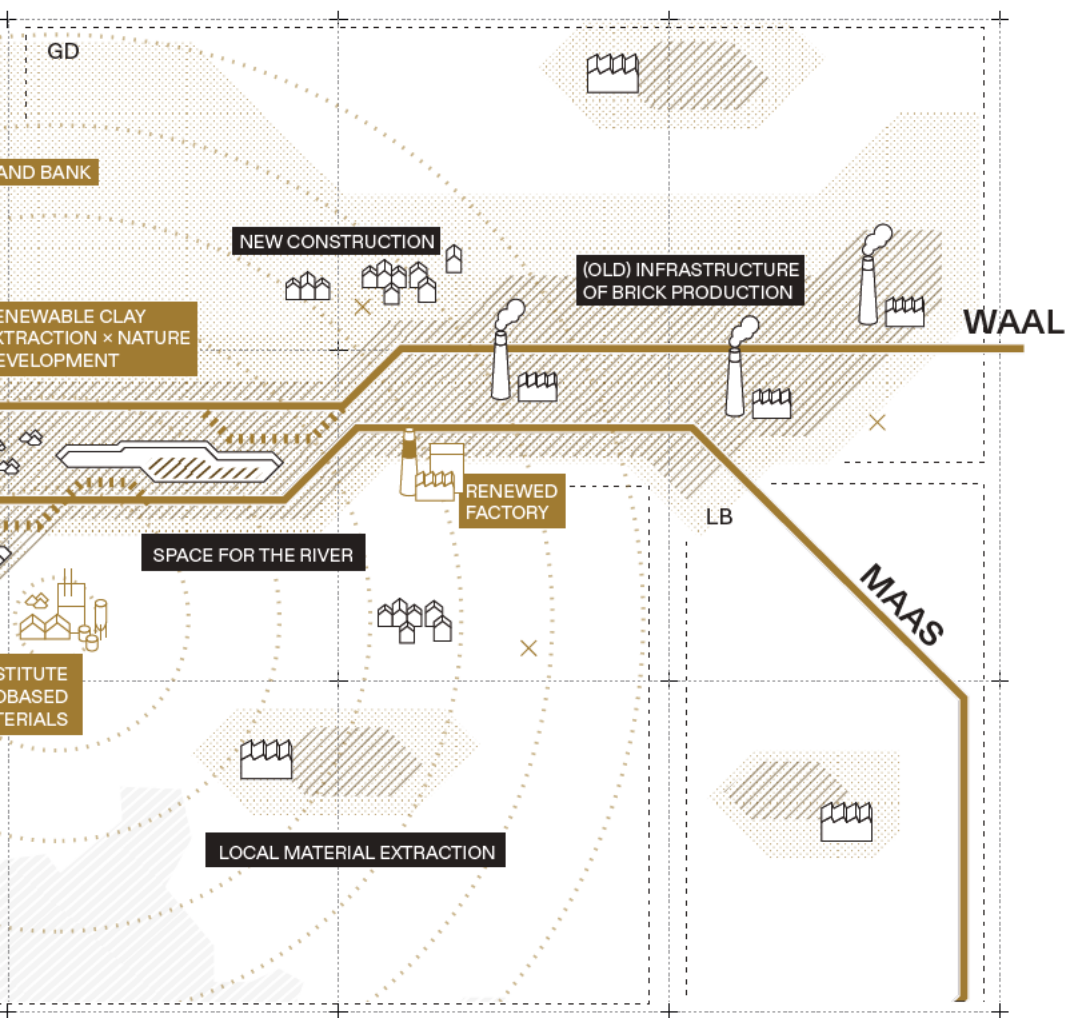 GD
AND BANK
NEW CONSTRUCTION
(OLD) INFRASTRUCTURE
OF BRICK PRODUCTION
WAAL
ENEWABLE CLAY
XTRACTION × NATURE
EVELOPMENT
RENEWED
FACTORY
LB
SPACE FOR THE RIVER
MAAS
STITUTE
OBASED
TERIALS
LOCAL MATERIAL EXTRACTION